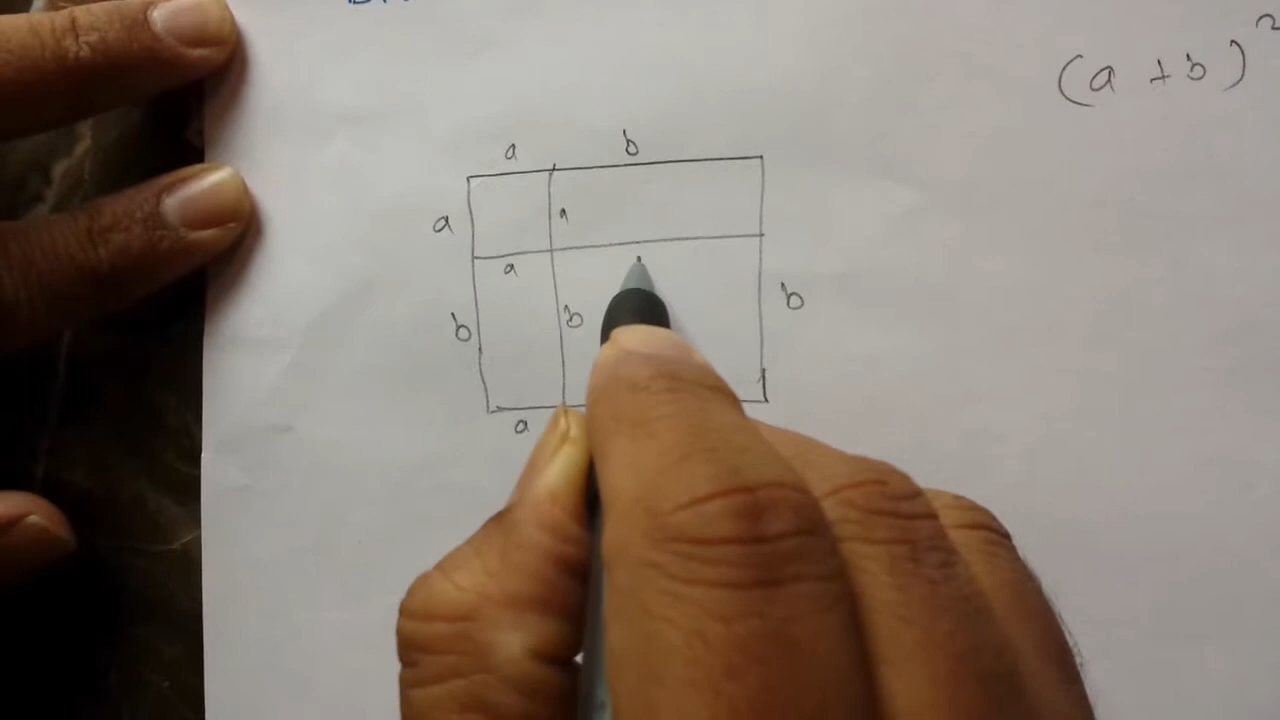 (a + b)²
a b
a a
a
b b b
a